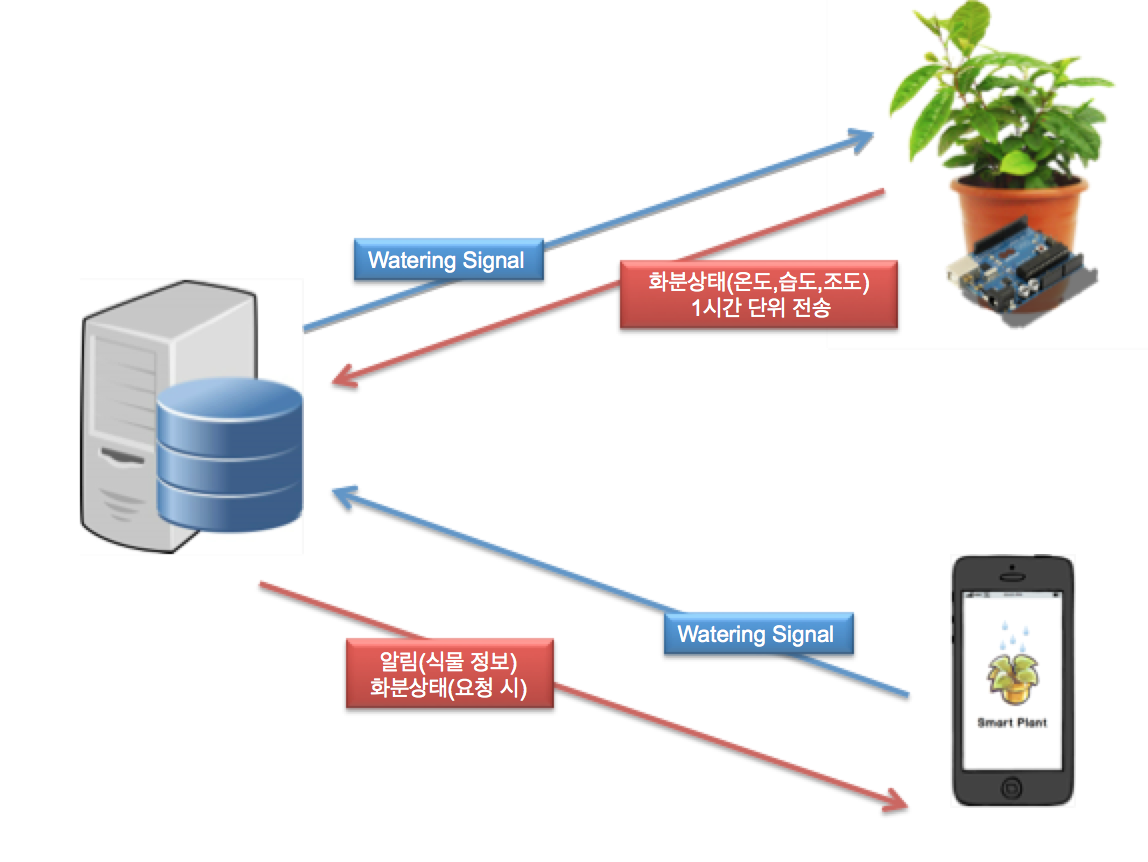 Watering Signal
화분상태(온도,습도,조도)
1시간 단위 전송
Watering Signal
알림(식물 정보)
화분상태(요청 시)
Smart Plant